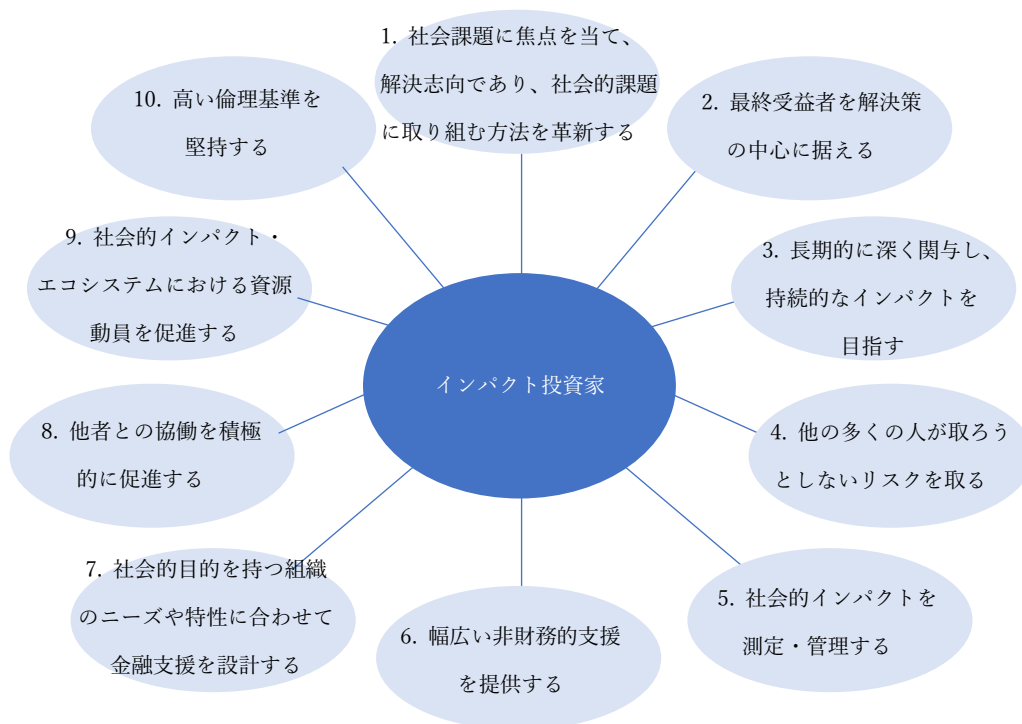 1. 社会課題に焦点を当て、
解決志向であり、社会的課題
に取り組む方法を革新する
2. 最終受益者を解決策
の中心に据える
3. 長期的に深く関与し、
持続的なインパクトを
目指す
4. 他の多くの人が取ろう
としないリスクを取る
5. 社会的インパクトを
測定・管理する
6. 幅広い非財務的支援
を提供する
7. 社会的目的を持つ組織
のニーズや特性に合わせて
金融支援を設計する
8. 他者との協働を積極
的に促進する
9. 社会的インパクト・
エコシステムにおける資源
動員を促進する
10. 高い倫理基準を
堅持する
インパクト投資家